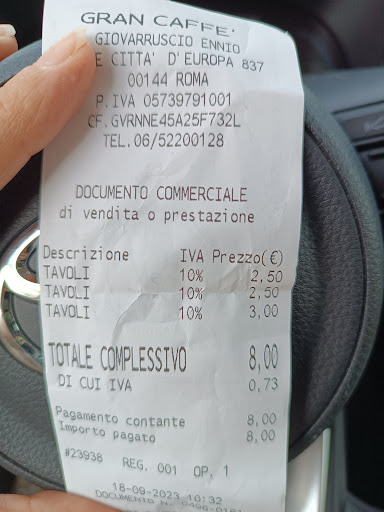 GRAN CAFFE'
GIOVARRUSCIO ENNIO
E CITTA' D'EUROPA 837
00144 ROMA
P.IVA 05739791001
CF.GVRNNE45A25F732L
TEL.06/52200128
DOCUMENTO COMMERCIALE
di vendita o prestazione
Descrizione IVA Prezzo(€)
TAVOLI 10% 2,50
TAVOLI 10% 2,50
TAVOLI 10% 3,00
TOTALE COMPLESSIVO 8,00
DI CUI IVA 0,73
Pagamento contante 8,00
Importo pagato 8,00
#23938 REG. 001 OP. 1
18-09-2023 10:32
DOCUMENTO N.